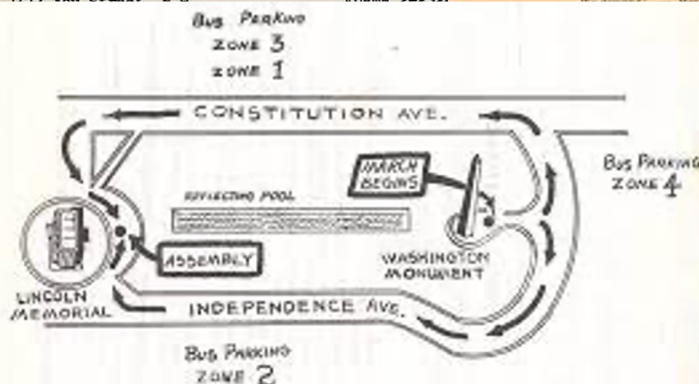 BUS PARKING
ZONE 3
ZONE 1
CONSTITUTION AVE.
BUS PARKING
ZONE 4
MARCH
BEGINS
REFLECTING POOL
ASSEMBLY
WASHINGTON
MONUMENT
LINCOLN
MEMORIAL
INDEPENDENCE AVE.
BUS PARKING
ZONE 2